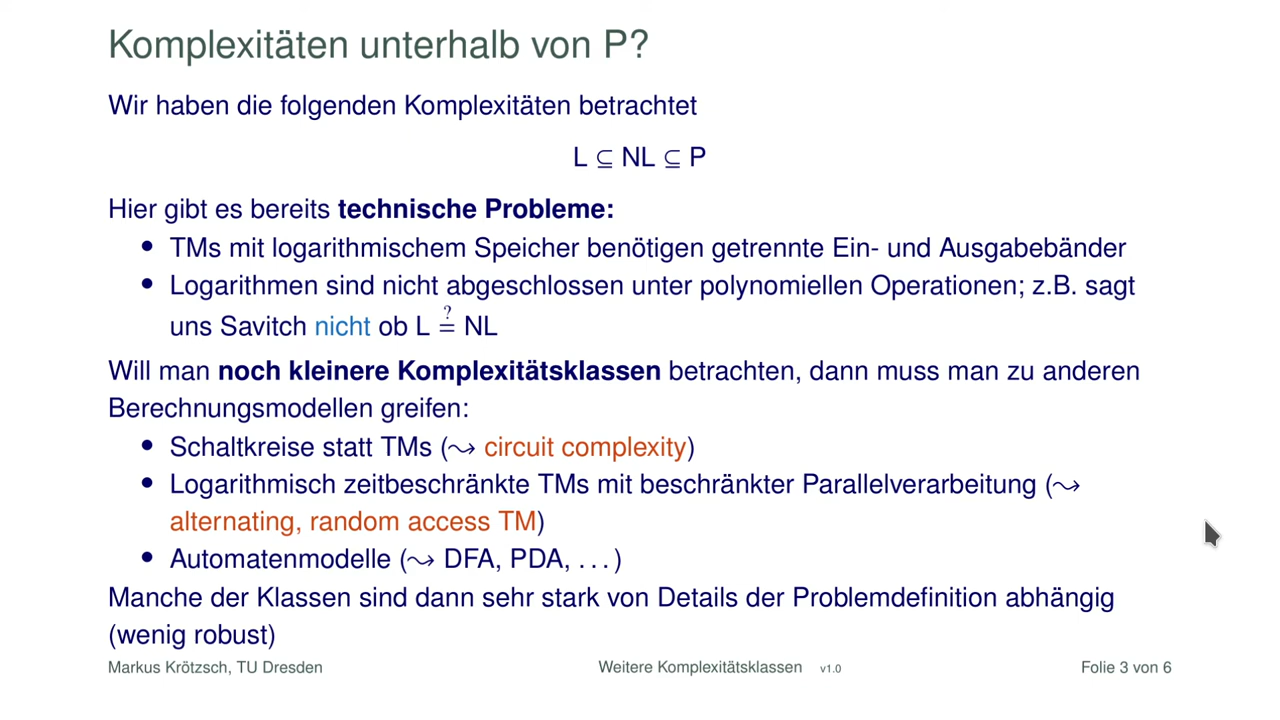 Komplexitäten unterhalb von P?
Wir haben die folgenden Komplexitäten betrachtet
L ⊆ NL ⊆ P
Hier gibt es bereits technische Probleme:
• TMs mit logarithmischem Speicher benötigen getrennte Ein- und Ausgabebänder
• Logarithmen sind nicht abgeschlossen unter polynomiellen Operationen; z.B. sagt
uns Savitch nicht ob L ≟ NL
Will man noch kleinere Komplexitätsklassen betrachten, dann muss man zu anderen
Berechnungsmodellen greifen:
• Schaltkreise statt TMs (⤳ circuit complexity)
• Logarithmisch zeitbeschränkte TMs mit beschränkter Parallelverarbeitung (⤳
alternating, random access TM)
• Automatenmodelle (⤳ DFA, PDA, . . . )
Manche der Klassen sind dann sehr stark von Details der Problemdefinition abhängig
(wenig robust)
Markus Krötzsch, TU Dresden Weitere Komplexitätsklassen v1.0 Folie 3 von 6